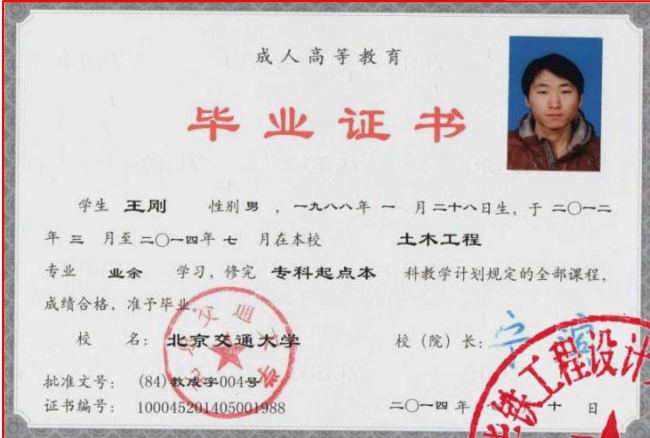 成人高等教育
毕业证书
学生 王刚 性别 男 ，一九八八年 一 月二十八日生，于 二〇一二
年 三 月至 二〇一四年 七 月在本校 土木工程
专业 业余 学习，修完 专科起点本 科教学计划规定的全部课程，
成绩合格，准予毕业。
校 名： 北京交通大学 校（院）长：
批准文号： (84)教成字004号
证书编号： 100045201405001988 二〇一四年 十 日
工程设计